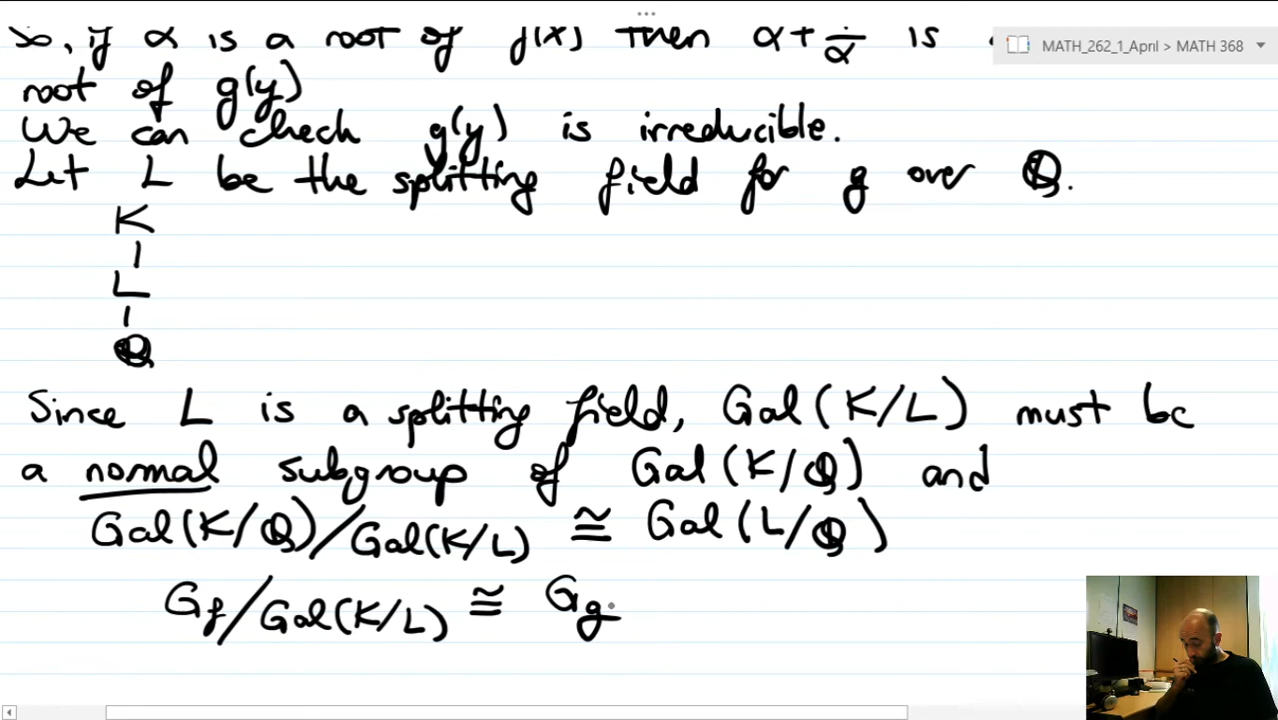 So, if α is a root of f(x) then α + 1/α is
MATH_262_1_April > MATH 368
root of g(y)
We can check g(y) is irreducible.
Let L be the splitting field for g over Q.
K
|
L
|
Q
Since L is a splitting field, Gal(K/L) must be
a normal subgroup of Gal(K/Q) and
Gal(K/Q)/Gal(K/L) ≅ Gal(L/Q)
G_f/Gal(K/L) ≅ G_g